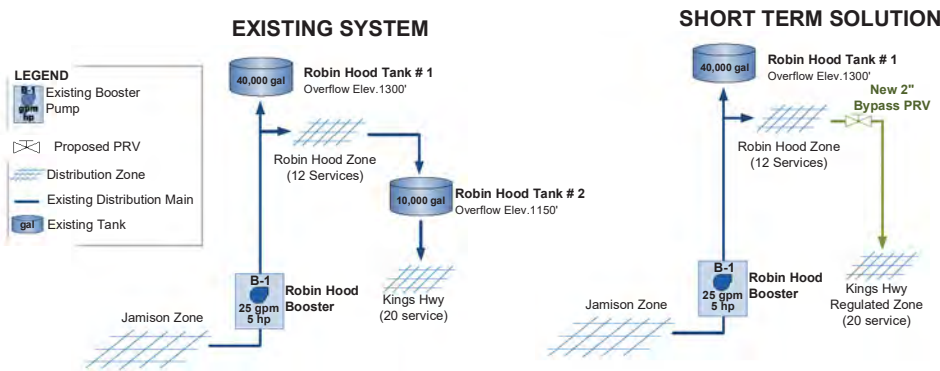 EXISTING SYSTEM
LEGEND
B-1
gpm
hp
Existing Booster
Pump
Proposed PRV
Distribution Zone
Existing Distribution Main
gal
Existing Tank
40,000 gal
Robin Hood Tank # 1
Overflow Elev.1300'
Robin Hood Zone
(12 Services)
10,000 gal
Robin Hood Tank # 2
Overflow Elev.1150'
Kings Hwy
(20 service)
B-1
25 gpm
5 hp
Robin Hood
Booster
Jamison Zone
SHORT TERM SOLUTION
40,000 gal
Robin Hood Tank # 1
Overflow Elev.1300'
New 2"
Bypass PRV
Robin Hood Zone
(12 Services)
B-1
25 gpm
5 hp
Robin Hood
Booster
Kings Hwy
Regulated Zone
(20 service)
Jamison Zone